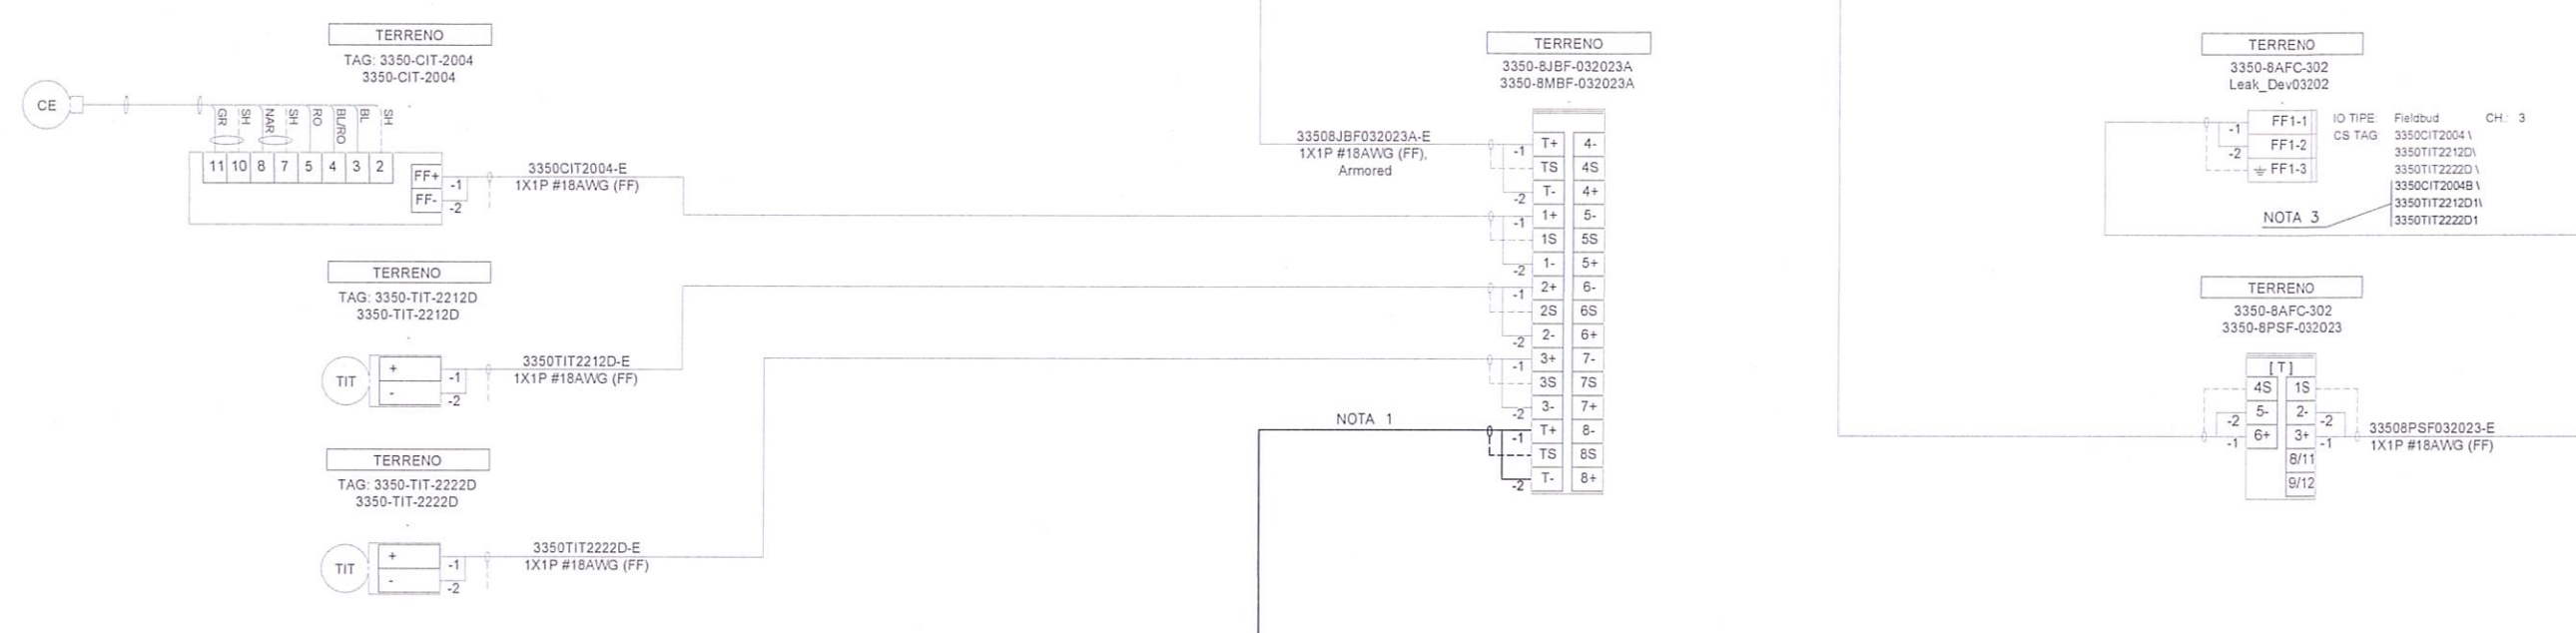 TERRENO
TAG: 3350-CIT-2004
3350-CIT-2004
CE
GR
SH
NAR
SH
RO
BL/RO
BL
SH
11 10 8 7 5 4 3 2
FF+
FF-
-1
-2
3350CIT2004-E
1X1P #18AWG (FF)
TERRENO
TAG: 3350-TIT-2212D
3350-TIT-2212D
TIT
+
-
-1
-2
3350TIT2212D-E
1X1P #18AWG (FF)
TERRENO
TAG: 3350-TIT-2222D
3350-TIT-2222D
TIT
+
-
-1
-2
3350TIT2222D-E
1X1P #18AWG (FF)
TERRENO
3350-8JBF-032023A
3350-8MBF-032023A
33508JBF032023A-E
1X1P #18AWG (FF),
Armored
NOTA 1
-1 T+ 4-
TS 4S
-2 T- 4+
-1 1+ 5-
1S 5S
-2 1- 5+
-1 2+ 6-
2S 6S
-2 2- 6+
-1 3+ 7-
3S 7S
-2 3- 7+
-1 T+ 8-
TS 8S
-2 T- 8+
TERRENO
3350-8AFC-302
Leak_Dev03202
-1 FF1-1
-2 FF1-2
FF1-3
IO TIPE: Fieldbud CH.: 3
CS TAG: 3350CIT2004 \
3350TIT2212D\
3350TIT2222D \
3350CIT2004B \
3350TIT2212D1\
3350TIT2222D1
NOTA 3
TERRENO
3350-8AFC-302
3350-8PSF-032023
[ T ]
4S 1S
-2 5- 2- -2
-1 6+ 3+ -1
8/11
9/12
33508PSF032023-E
1X1P #18AWG (FF)